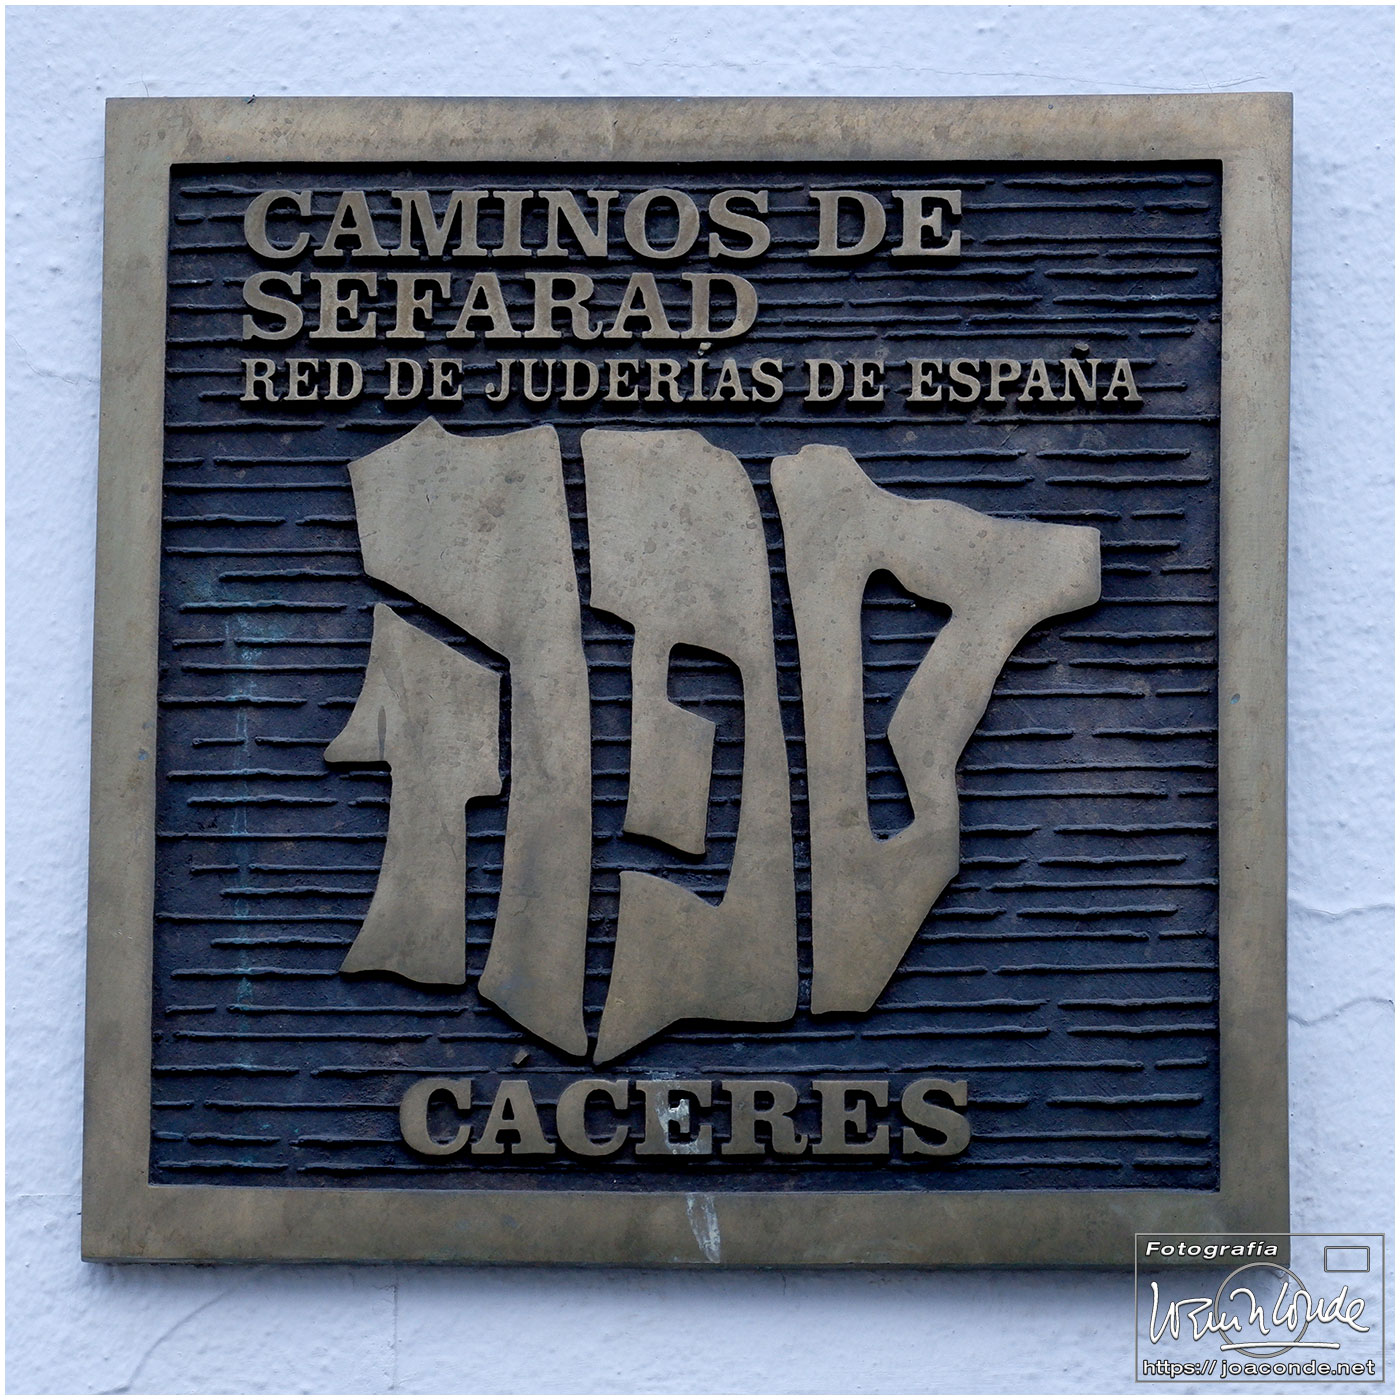 CAMINOS DE
SEFARAD
RED DE JUDERÍAS DE ESPAÑA
ספרד
CÁCERES
Fotografía
https://joaconde.net